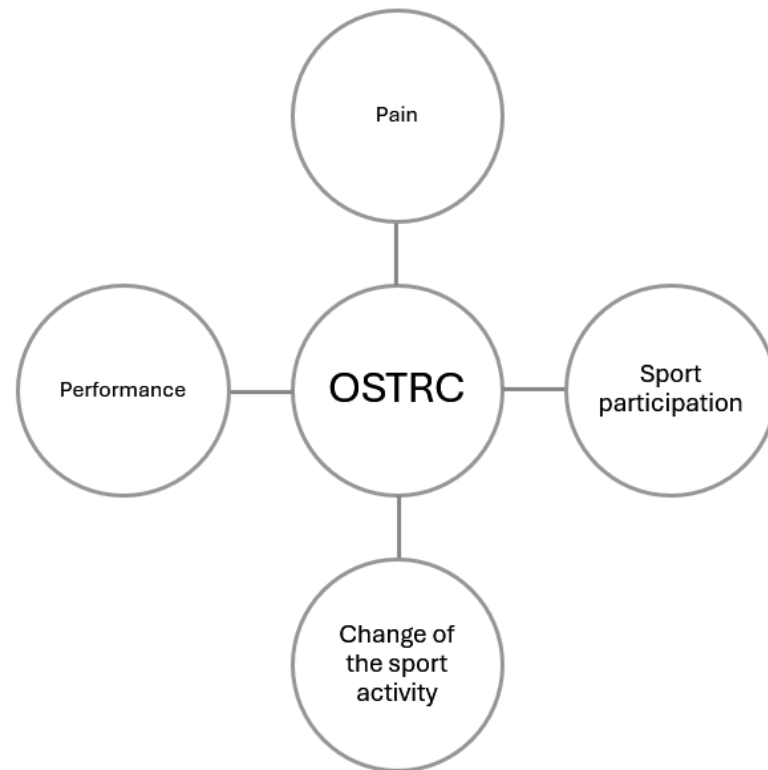 Pain
Performance
OSTRC
Sport
participation
Change of
the sport
activity